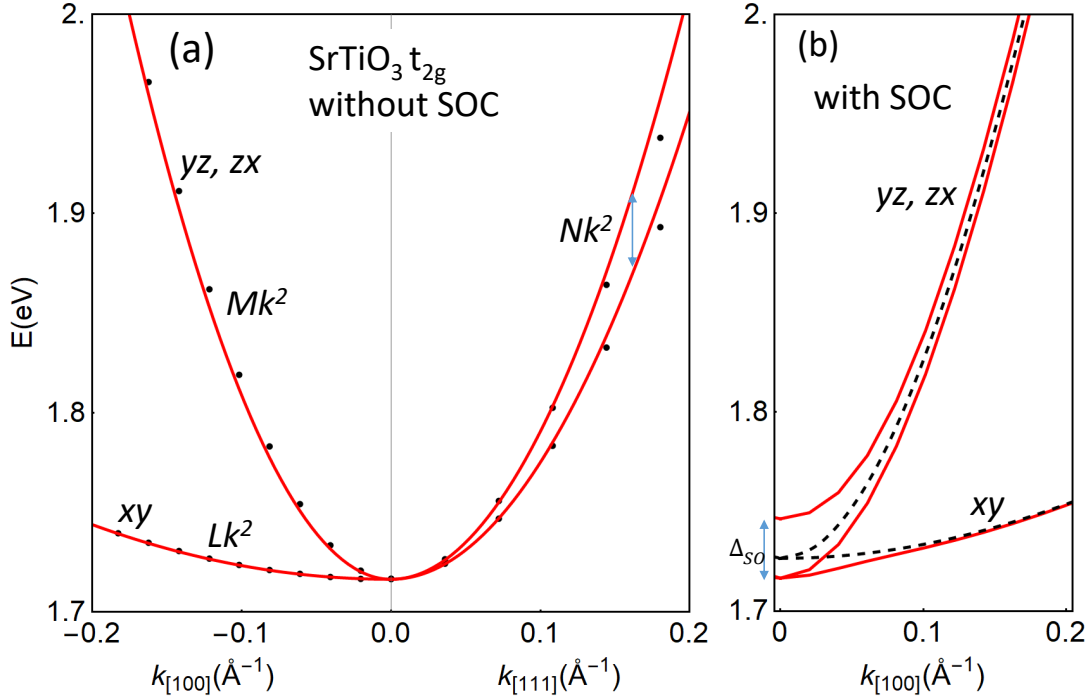 (a)
SrTiO₃ t₂g
without SOC
yz, zx
Mk²
Nk²
xy
Lk²
E(eV)
2.
1.9
1.8
1.7
−0.2
−0.1
0.0
0.1
0.2
k[100](Å⁻¹)
k[111](Å⁻¹)
(b)
with SOC
yz, zx
xy
ΔSO
2.
1.9
1.8
1.7
0
0.1
0.2
k[100](Å⁻¹)